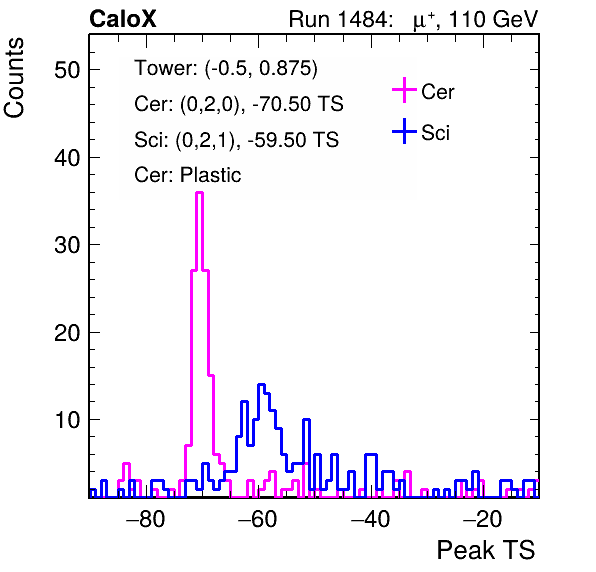 CaloX Run 1484: μ⁺, 110 GeV
Counts
Tower: (-0.5, 0.875)
Cer: (0,2,0), -70.50 TS
Sci: (0,2,1), -59.50 TS
Cer: Plastic
Cer
Sci
50
40
30
20
10
−80 −60 −40 −20
Peak TS